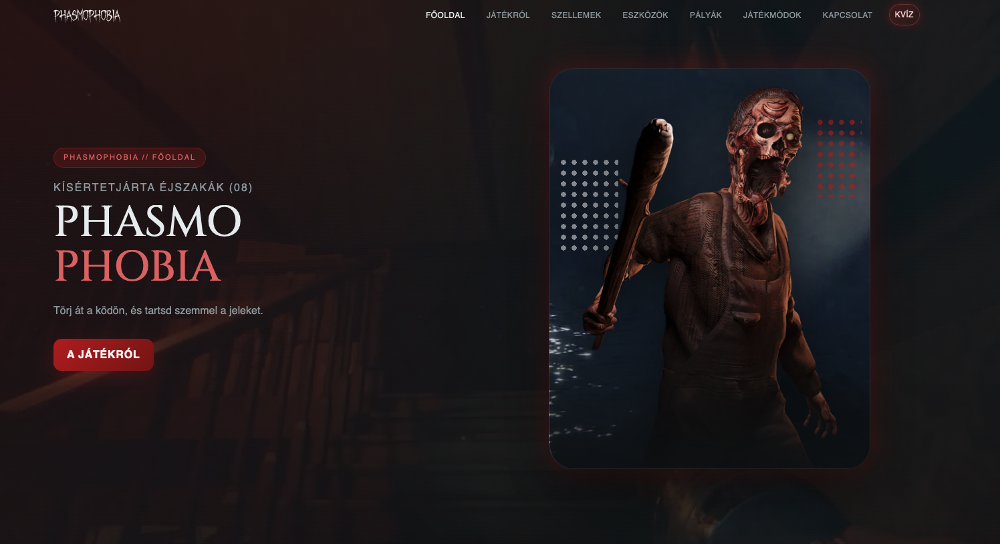 PHASMOPHOBIA
FŐOLDAL JÁTÉKRÓL SZELLEMEK ESZKÖZÖK PÁLYÁK JÁTÉKMÓDOK KAPCSOLAT KVÍZ
PHASMOPHOBIA // FŐOLDAL
KÍSÉRTETJÁRTA ÉJSZAKÁK (08)
PHASMO
PHOBIA
Törj át a ködön, és tartsd szemmel a jeleket.
A JÁTÉKRÓL